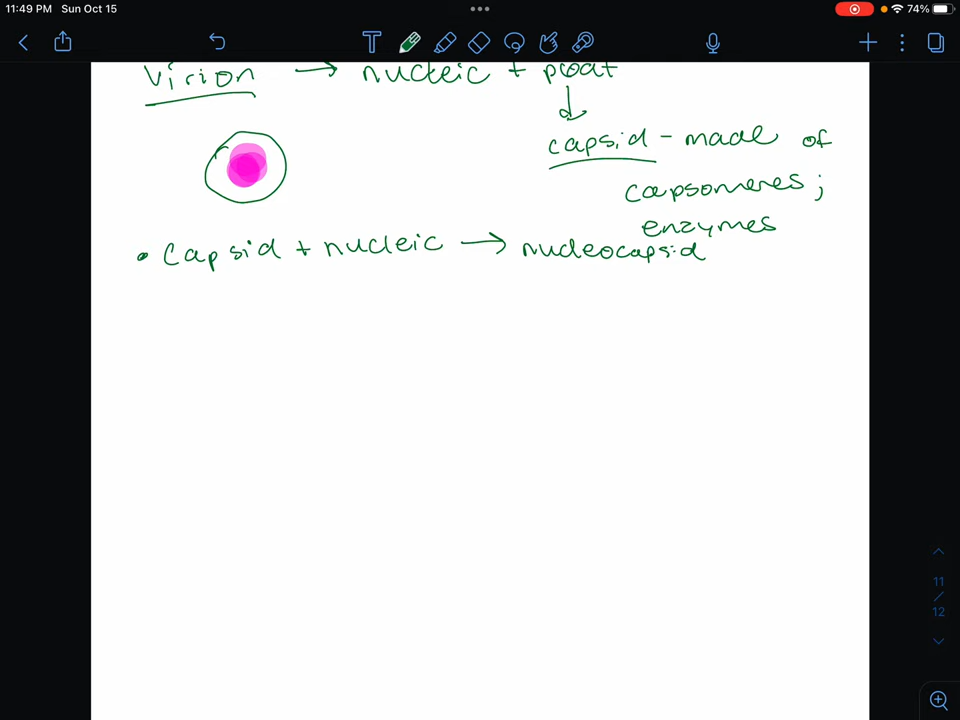 11:49 PM Sun Oct 15 74%
virion → nucleic + pcoat
capsid - made of
capsomeres;
enzymes
• Capsid + nucleic → nucleocapsid
11
/
12
T